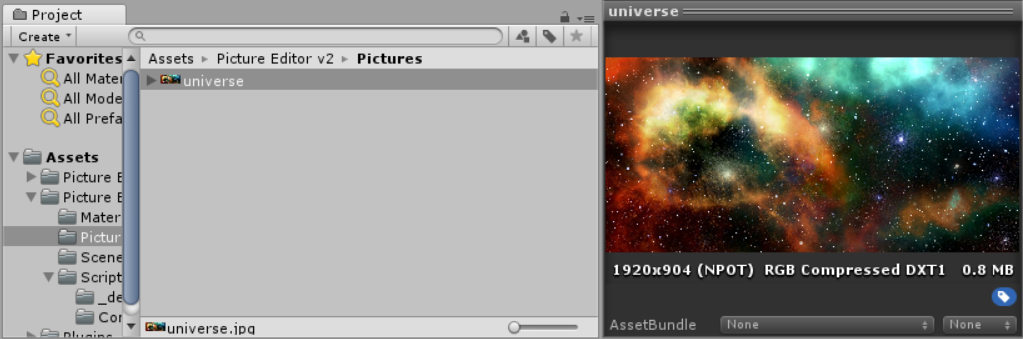 Project
Create
Favorites
All Mater
All Mode
All Prefa
Assets
Picture E
Picture E
Mater
Pictur
Scene
Script
_de
Cor
Plugins
Assets ▸ Picture Editor v2 ▸ Pictures
universe
universe.jpg
universe
1920x904 (NPOT) RGB Compressed DXT1 0.8 MB
AssetBundle None None